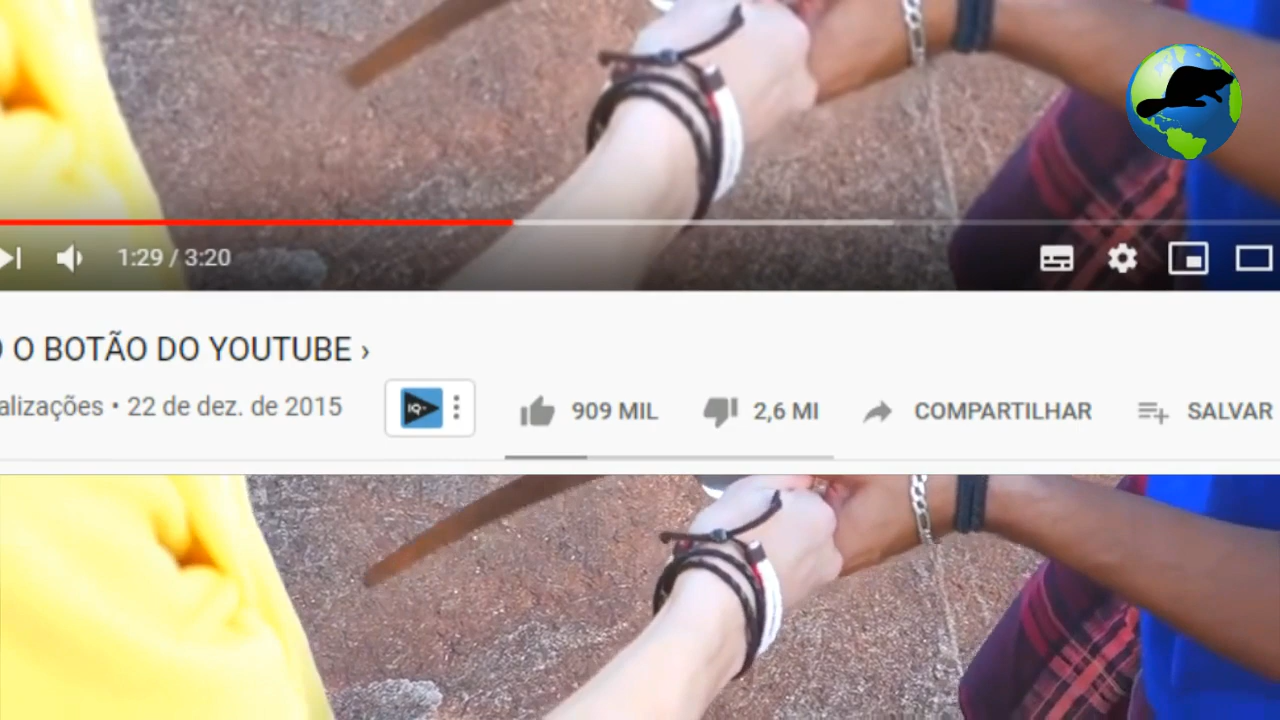 1:29 / 3:20
O BOTÃO DO YOUTUBE ›
alizações • 22 de dez. de 2015
IQ
909 MIL
2,6 MI
COMPARTILHAR
SALVAR